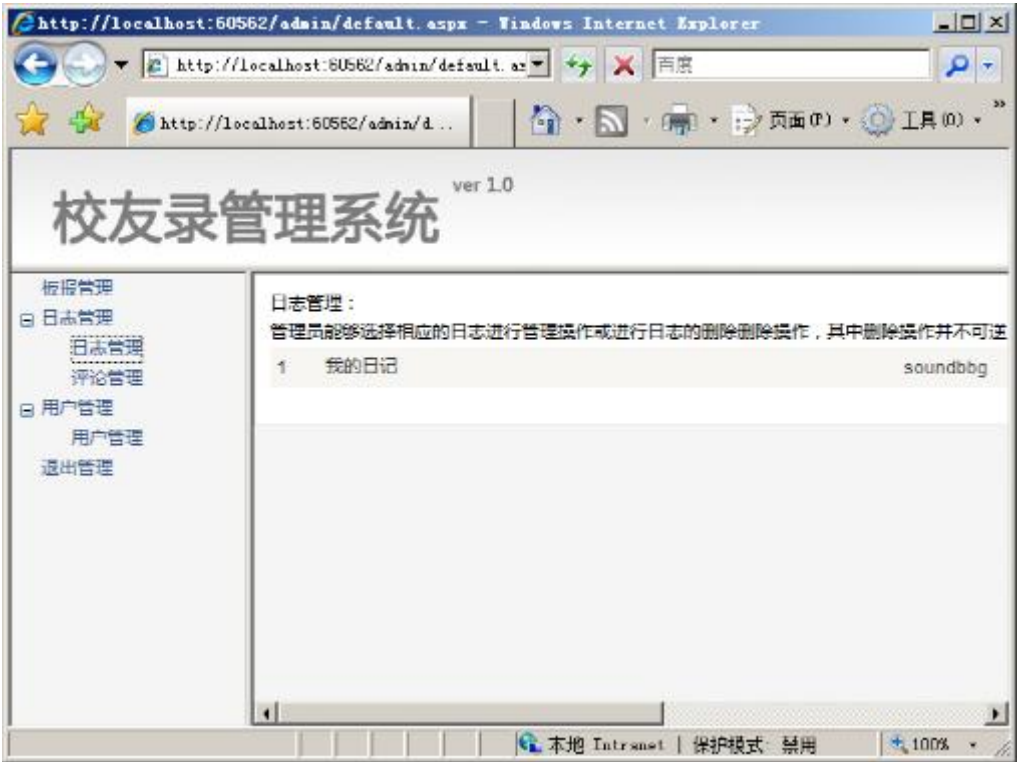 http://localhost:60562/admin/default.aspx - Windows Internet Explorer
http://localhost:60562/admin/default.as
百度
http://localhost:60562/admin/d...
页面(P)
工具(O)
»
校友录管理系统
ver 1.0
板报管理
日志管理
日志管理
评论管理
用户管理
用户管理
退出管理
日志管理：
管理员能够选择相应的日志进行管理操作或进行日志的删除删除操作，其中删除操作并不可逆
1 我的日记 soundbbg
本地 Intranet | 保护模式: 禁用
100%